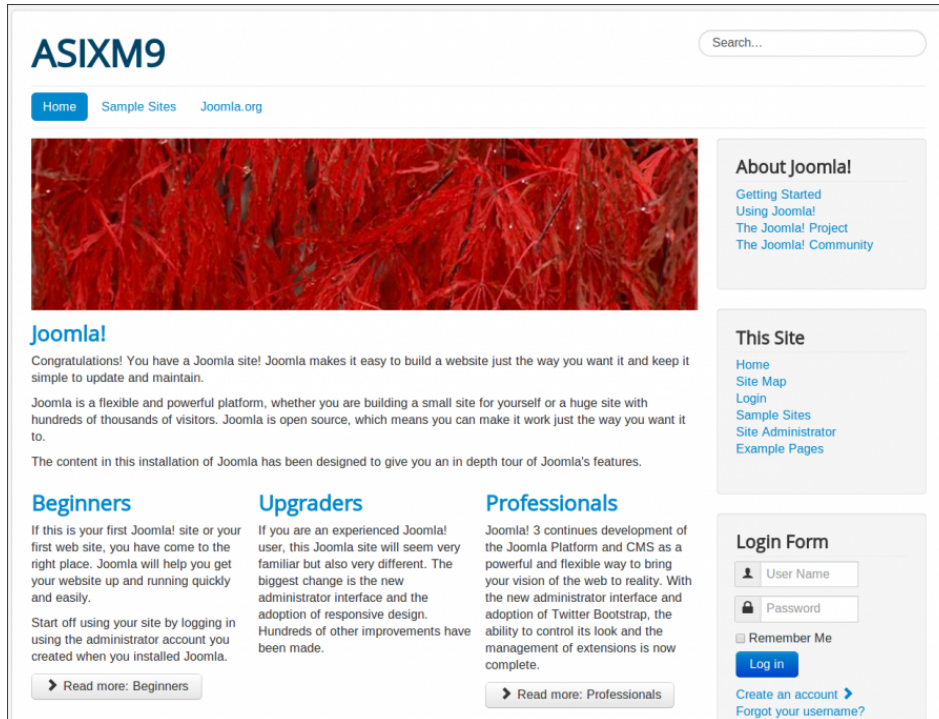 ASIXM9
Search...
Home
Sample Sites
Joomla.org
Joomla!
Congratulations! You have a Joomla site! Joomla makes it easy to build a website just the way you want it and keep it
simple to update and maintain.
Joomla is a flexible and powerful platform, whether you are building a small site for yourself or a huge site with
hundreds of thousands of visitors. Joomla is open source, which means you can make it work just the way you want it
to.
The content in this installation of Joomla has been designed to give you an in depth tour of Joomla's features.
Beginners
If this is your first Joomla! site or your
first web site, you have come to the
right place. Joomla will help you get
your website up and running quickly
and easily.
Start off using your site by logging in
using the administrator account you
created when you installed Joomla.
Read more: Beginners
Upgraders
If you are an experienced Joomla!
user, this Joomla site will seem very
familiar but also very different. The
biggest change is the new
administrator interface and the
adoption of responsive design.
Hundreds of other improvements have
been made.
Professionals
Joomla! 3 continues development of
the Joomla Platform and CMS as a
powerful and flexible way to bring
your vision of the web to reality. With
the new administrator interface and
adoption of Twitter Bootstrap, the
ability to control its look and the
management of extensions is now
complete.
Read more: Professionals
About Joomla!
Getting Started
Using Joomla!
The Joomla! Project
The Joomla! Community
This Site
Home
Site Map
Login
Sample Sites
Site Administrator
Example Pages
Login Form
User Name
Password
Remember Me
Log in
Create an account
Forgot your username?